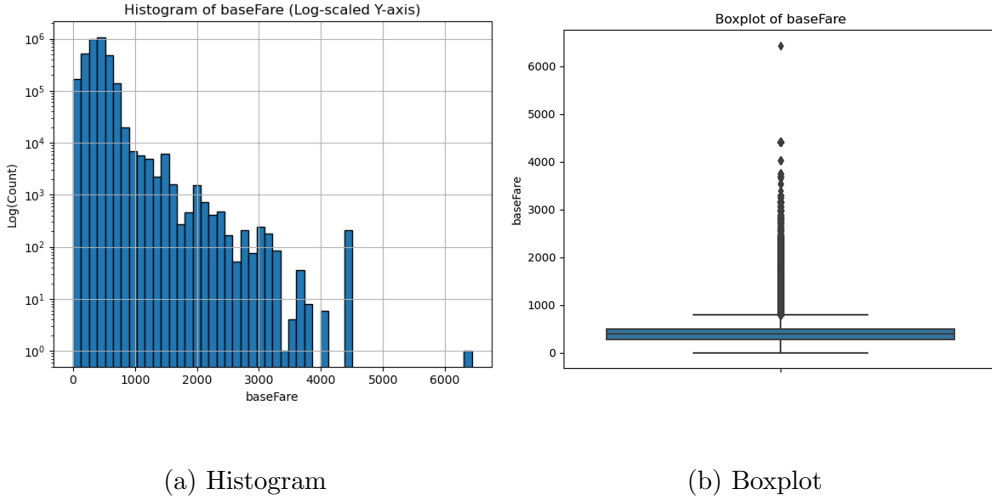 Histogram of baseFare (Log-scaled Y-axis)
Log(Count)
10^6
10^5
10^4
10^3
10^2
10^1
10^0
0 1000 2000 3000 4000 5000 6000
baseFare
(a) Histogram
Boxplot of baseFare
baseFare
6000
5000
4000
3000
2000
1000
0
(b) Boxplot